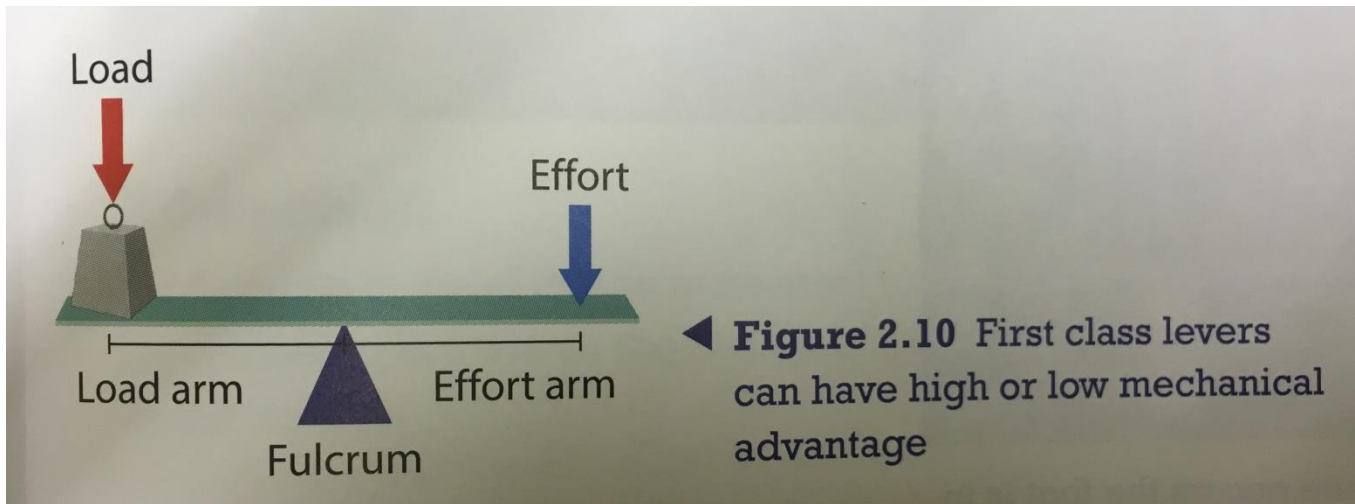 Load
Effort
Load arm
Effort arm
Fulcrum
Figure 2.10 First class levers
can have high or low mechanical
advantage